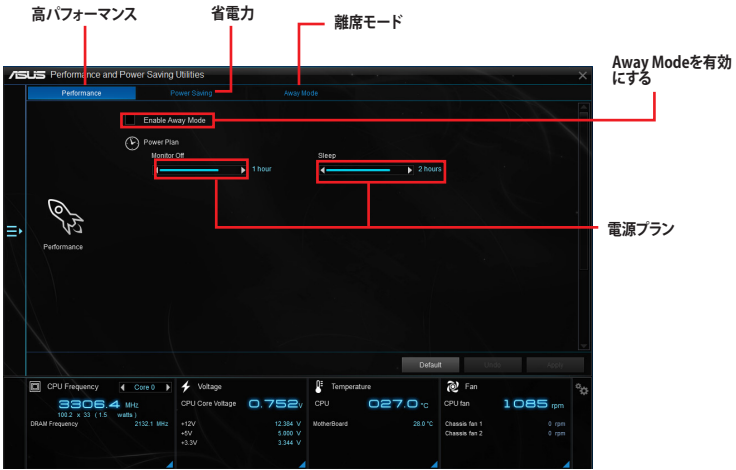 高パフォーマンス
省電力
離席モード
Away Modeを有効
にする
ASUS Performance and Power Saving Utilities
Performance
Power Saving
Away Mode
Enable Away Mode
Power Plan
Monitor Off
1 hour
Sleep
2 hours
Performance
電源プラン
Default
Undo
Apply
CPU Frequency
Core 0
3306.4 MHz
100.2 x 33 ( 1.5 watts )
DRAM Frequency 2132.1 MHz
Voltage
CPU Core Voltage 0.752v
+12V 12.384 V
+5V 5.000 V
+3.3V 3.344 V
Temperature
CPU 027.0 °C
MotherBoard 28.0 °C
Fan
CPU fan 1085 rpm
Chassis fan 1 0 rpm
Chassis fan 2 0 rpm